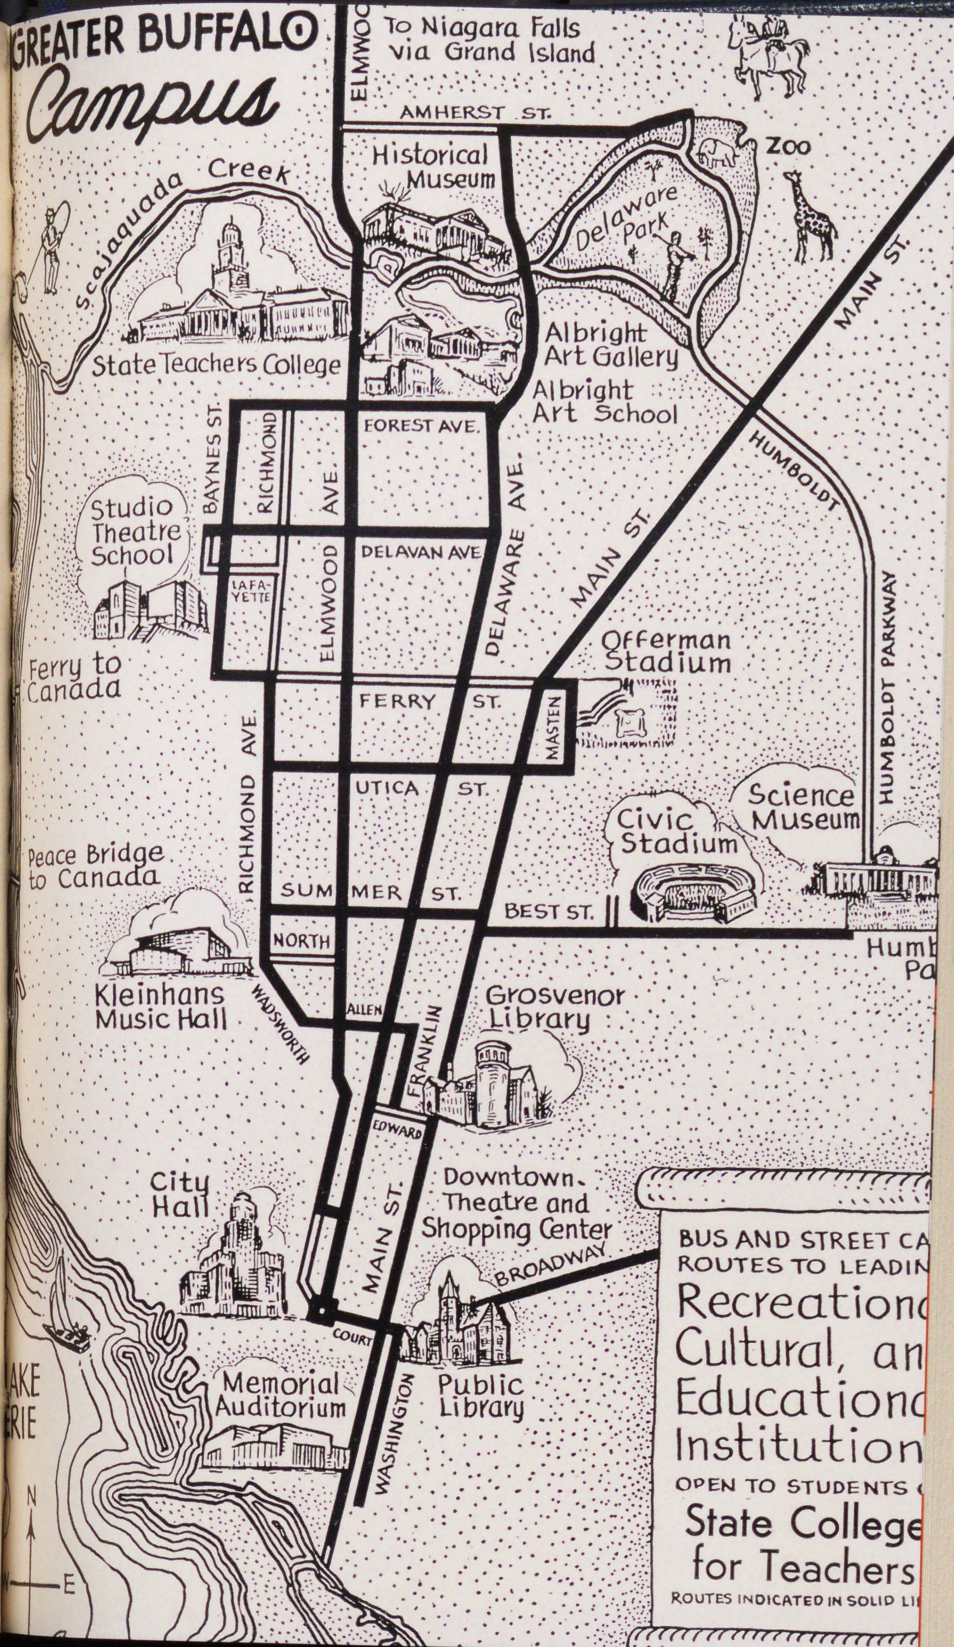 GREATER BUFFALO
Campus
ELMWOO
To Niagara Falls
via Grand Island
AMHERST ST.
Historical
Museum
Zoo
Scajaquada Creek
Delaware
Park
MAIN ST.
State Teachers College
Albright
Art Gallery
Albright
Art School
BAYNES ST.
RICHMOND
FOREST AVE.
AVE.
HUMBOLDT
Studio
Theatre
School
DELAVAN AVE
ELMWOOD
DELAWARE AVE.
MAIN ST.
LAFA-
YETTE
HUMBOLDT PARKWAY
Offerman
Stadium
Ferry to
Canada
FERRY ST.
MASTEN
RICHMOND AVE.
UTICA ST.
Science
Museum
Civic
Stadium
Peace Bridge
to Canada
SUMMER ST.
BEST ST.
NORTH
Humb
Pa
Kleinhans
Music Hall
WADSWORTH
ALLEN
FRANKLIN
Grosvenor
Library
EDWARD
City
Hall
MAIN ST.
Downtown
Theatre and
Shopping Center
BROADWAY
COURT
Memorial
Auditorium
WASHINGTON
Public
Library
LAKE
ERIE
N
E
BUS AND STREET CA
ROUTES TO LEADIN
Recreation
Cultural, an
Education
Institution
OPEN TO STUDENTS
State College
for Teachers
ROUTES INDICATED IN SOLID LI